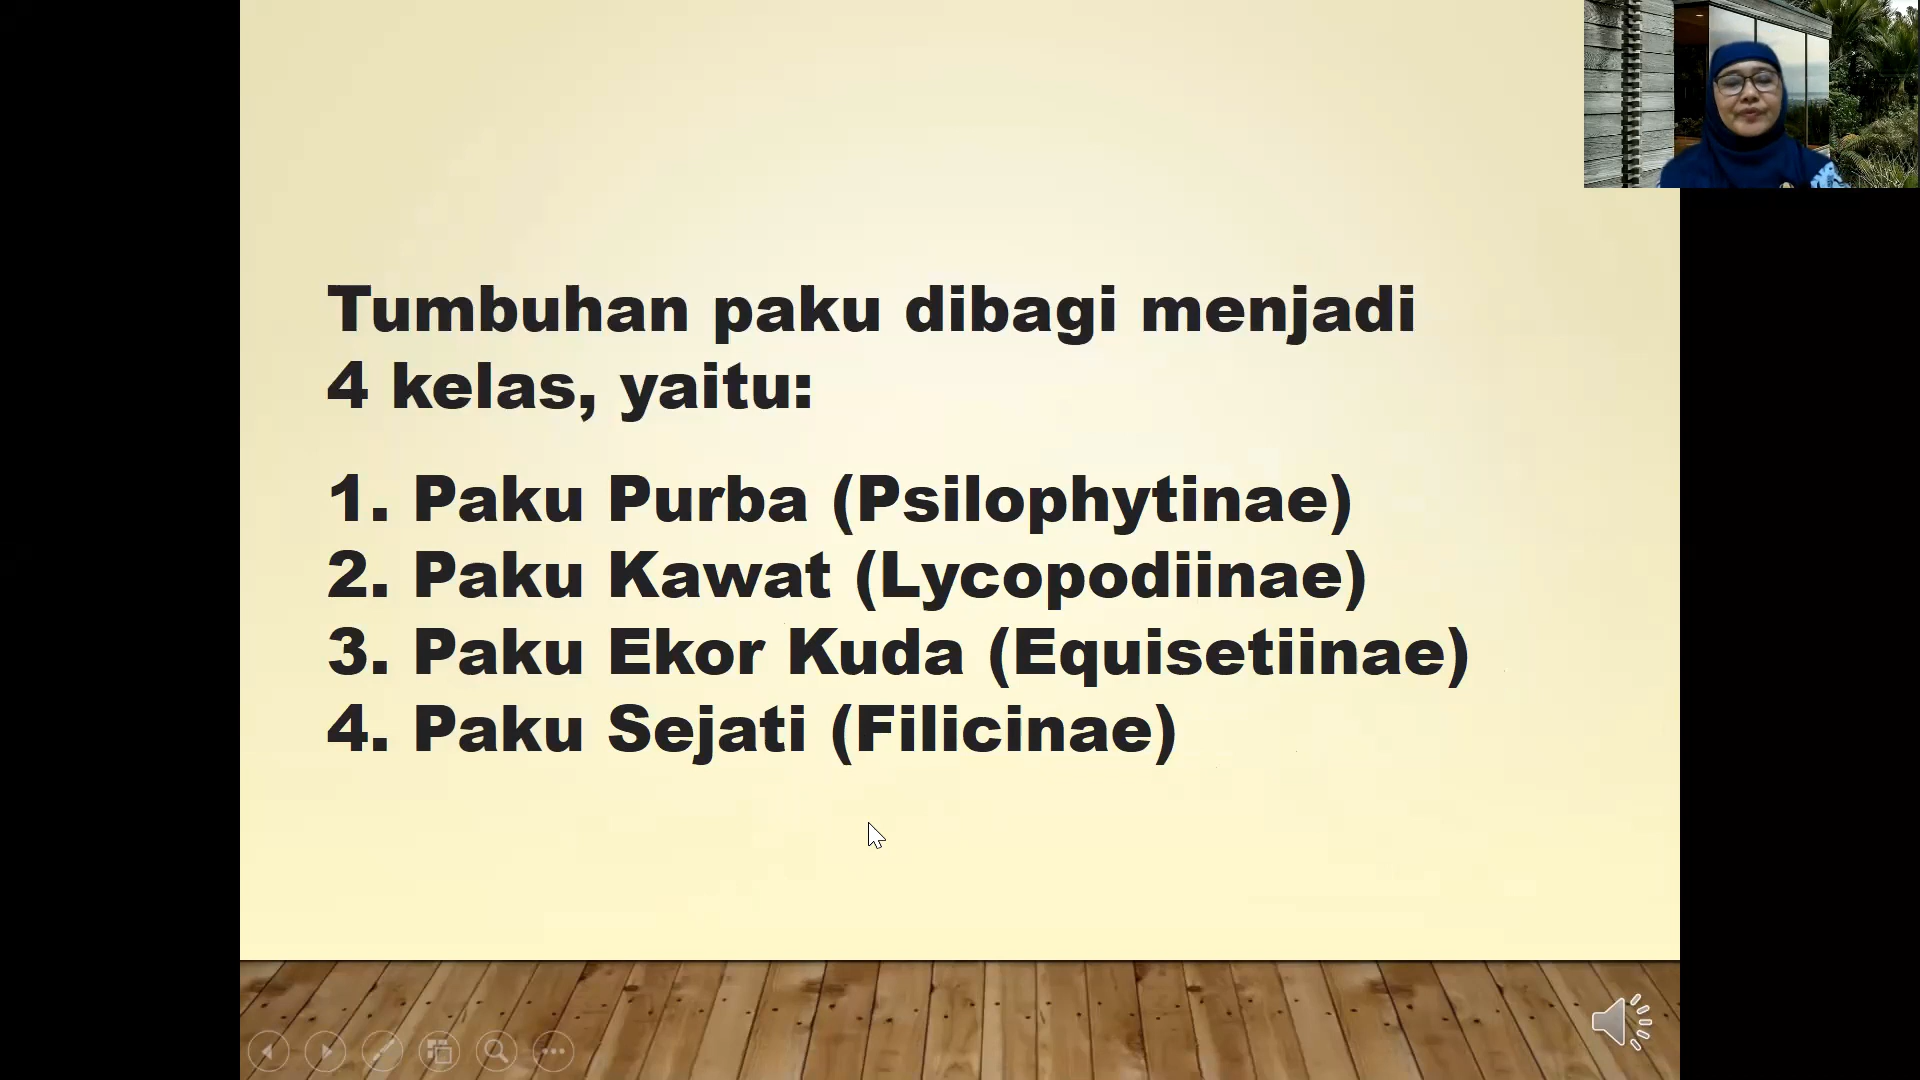 Tumbuhan paku dibagi menjadi
4 kelas, yaitu:
1. Paku Purba (Psilophytinae)
2. Paku Kawat (Lycopodiinae)
3. Paku Ekor Kuda (Equisetiinae)
4. Paku Sejati (Filicinae)